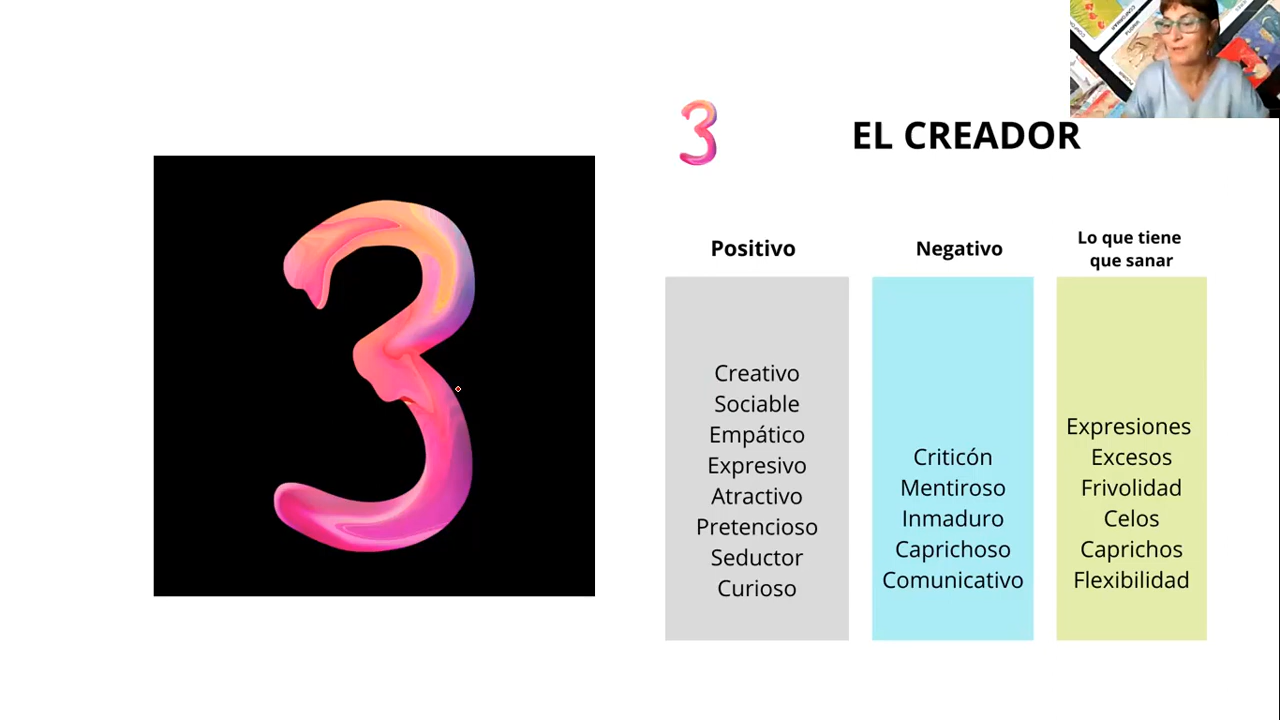 3
3
EL CREADOR
Positivo
Creativo
Sociable
Empático
Expresivo
Atractivo
Pretencioso
Seductor
Curioso
Negativo
Criticón
Mentiroso
Inmaduro
Caprichoso
Comunicativo
Lo que tiene
que sanar
Expresiones
Excesos
Frivolidad
Celos
Caprichos
Flexibilidad